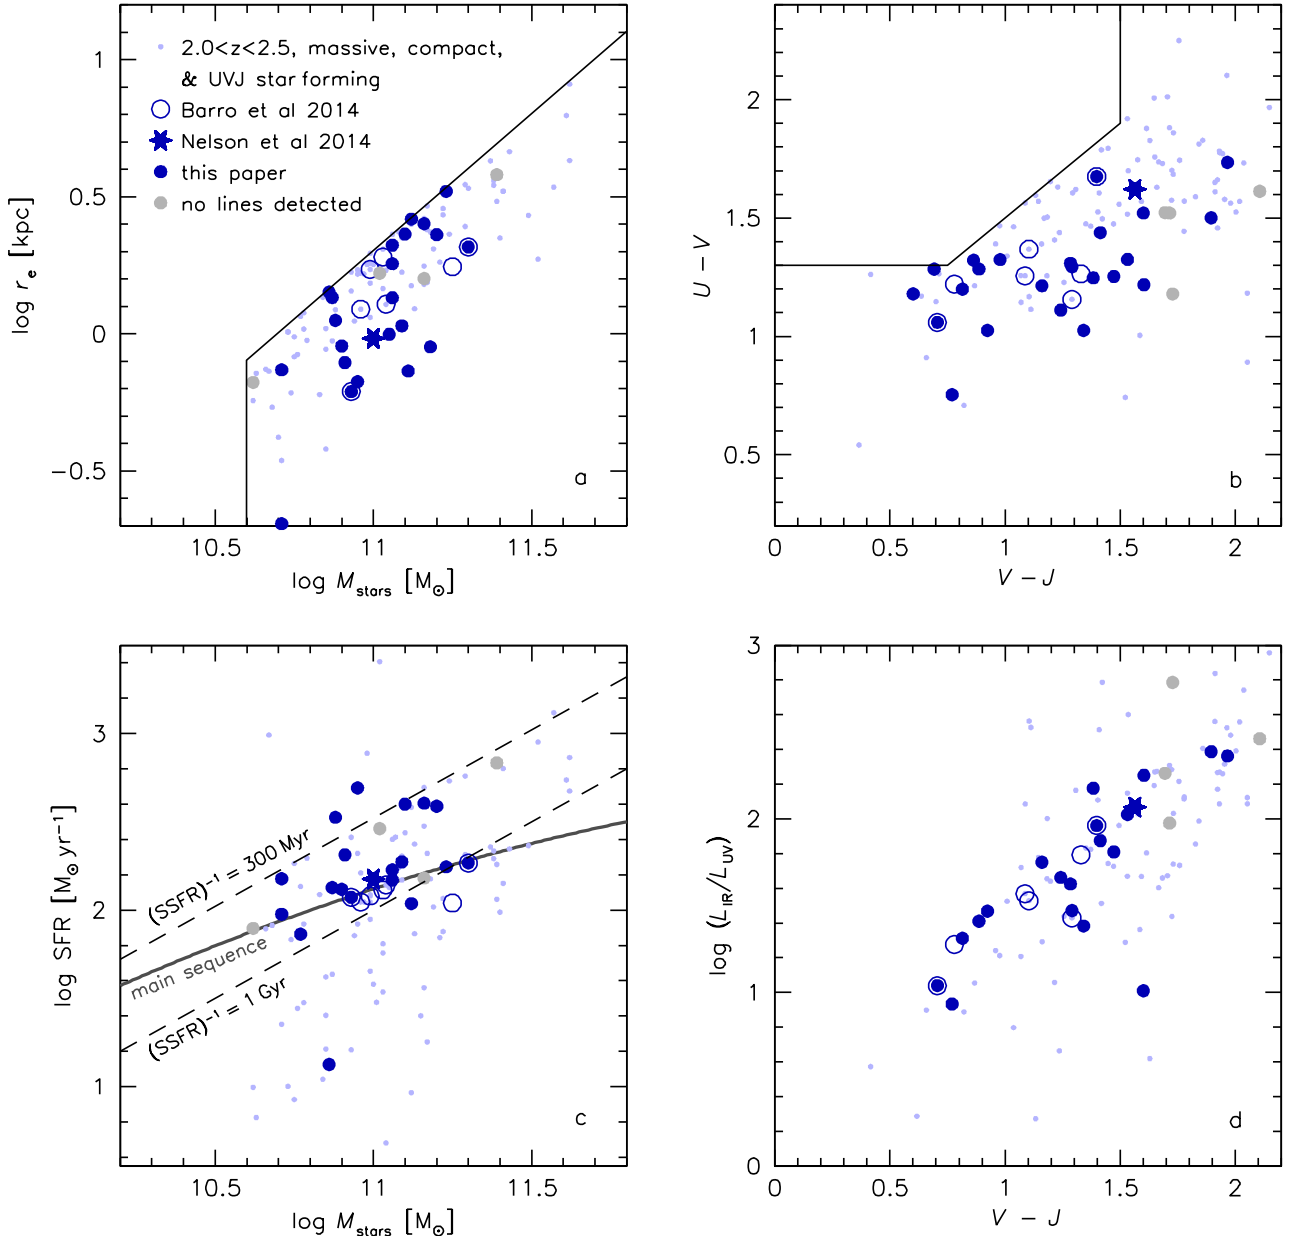 1
0.5
0
−0.5
log r_e [kpc]
2.0<z<2.5, massive, compact,
& UVJ star forming
Barro et al 2014
Nelson et al 2014
this paper
no lines detected
a
10.5
11
11.5
log M_stars [M_⊙]
2
1.5
1
0.5
U − V
b
0
0.5
1
1.5
2
V − J
3
2
1
log SFR [M_⊙ yr⁻¹]
(SSFR)⁻¹ = 300 Myr
main sequence
(SSFR)⁻¹ = 1 Gyr
c
10.5
11
11.5
log M_stars [M_⊙]
3
2
1
0
log (L_IR/L_UV)
d
0
0.5
1
1.5
2
V − J